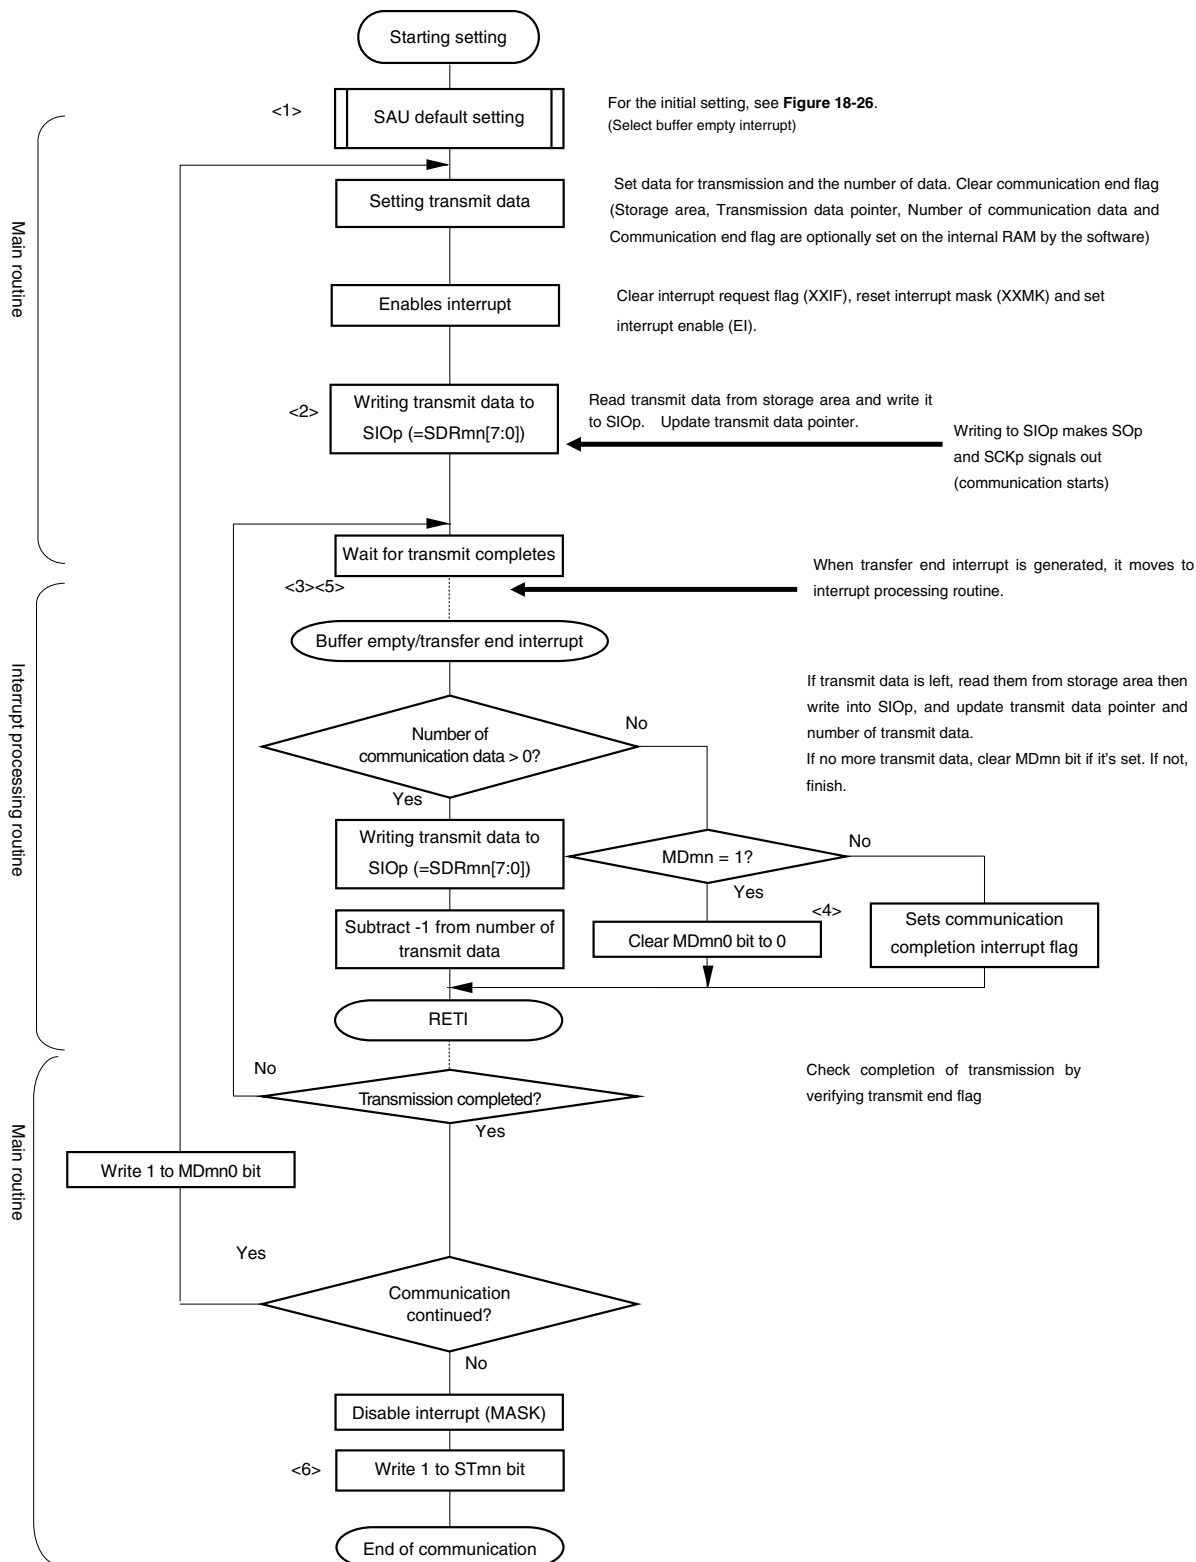 Starting setting
<1>
SAU default setting
For the initial setting, see Figure 18-26.
(Select buffer empty interrupt)
Main routine
Setting transmit data
Set data for transmission and the number of data. Clear communication end flag
(Storage area, Transmission data pointer, Number of communication data and
Communication end flag are optionally set on the internal RAM by the software)
Enables interrupt
Clear interrupt request flag (XXIF), reset interrupt mask (XXMK) and set
interrupt enable (EI).
<2>
Writing transmit data to
SIOp (=SDRmn[7:0])
Read transmit data from storage area and write it
to SIOp. Update transmit data pointer.
Writing to SIOp makes SOp
and SCKp signals out
(communication starts)
Wait for transmit completes
<3><5>
When transfer end interrupt is generated, it moves to
interrupt processing routine.
Interrupt processing routine
Buffer empty/transfer end interrupt
Number of
communication data > 0?
No
Yes
If transmit data is left, read them from storage area then
write into SIOp, and update transmit data pointer and
number of transmit data.
If no more transmit data, clear MDmn bit if it's set. If not,
finish.
Writing transmit data to
SIOp (=SDRmn[7:0])
MDmn = 1?
No
Yes
<4>
Subtract -1 from number of
transmit data
Clear MDmn0 bit to 0
Sets communication
completion interrupt flag
RETI
Main routine
No
Transmission completed?
Yes
Check completion of transmission by
verifying transmit end flag
Write 1 to MDmn0 bit
Yes
Communication
continued?
No
Disable interrupt (MASK)
<6>
Write 1 to STmn bit
End of communication